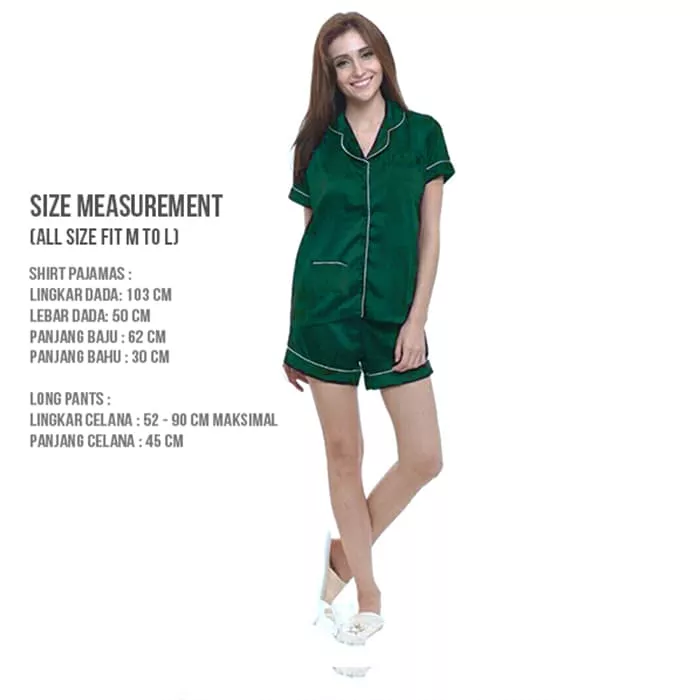 SIZE MEASUREMENT
(ALL SIZE FIT M TO L)
SHIRT PAJAMAS :
LINGKAR DADA: 103 CM
LEBAR DADA: 50 CM
PANJANG BAJU : 62 CM
PANJANG BAHU : 30 CM
LONG PANTS :
LINGKAR CELANA : 52 - 90 CM MAKSIMAL
PANJANG CELANA : 45 CM